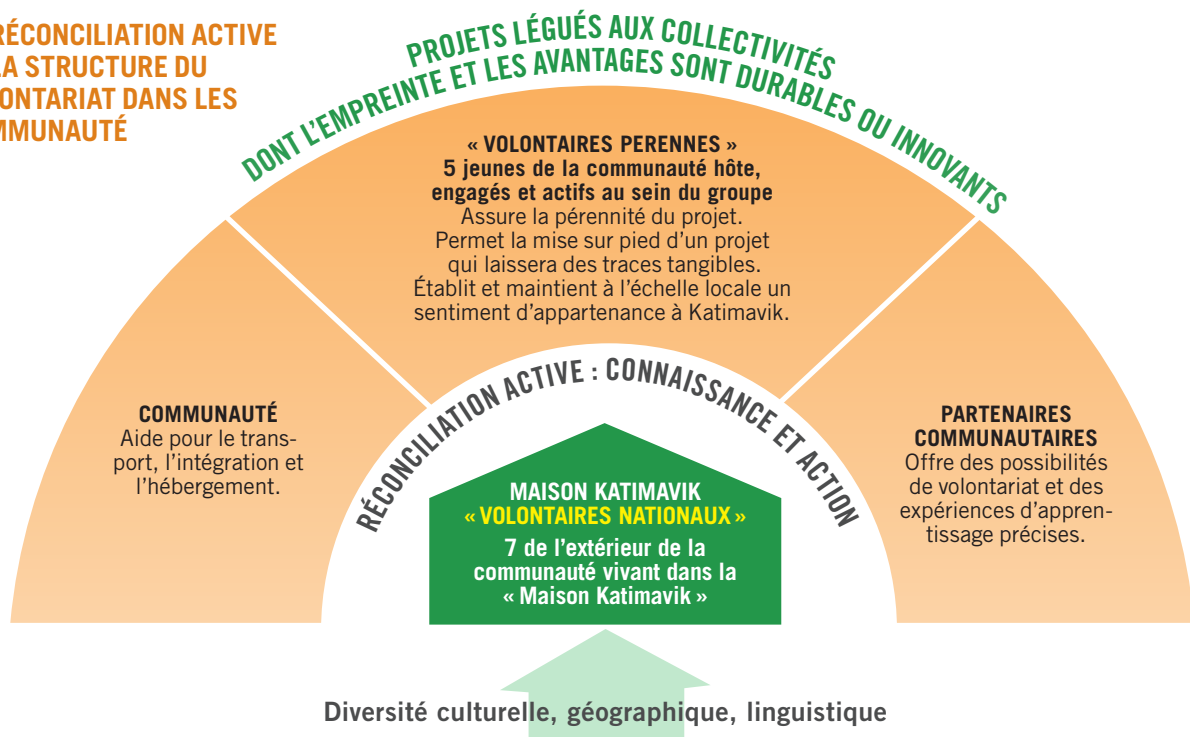 RÉCONCILIATION ACTIVE
LA STRUCTURE DU
DANS LES
PROJETS LÉGUÉS AUX COLLECTIVITÉS
DONT L'EMPREINTE ET LES AVANTAGES SONT DURABLES OU INNOVANTS
« VOLONTAIRES PERENNES »
5 jeunes de la communauté hôte,
engagés et actifs au sein du groupe
Assure la pérennité du projet.
Permet la mise sur pied d'un projet
qui laissera des traces tangibles.
Établit et maintient à l'échelle locale un
sentiment d'appartenance à Katimavik.
RÉCONCILIATION ACTIVE : CONNAISSANCE ET ACTION
COMMUNAUTÉ
Aide pour le trans-
port, l'intégration et
l'hébergement.
MAISON KATIMAVIK
« VOLONTAIRES NATIONAUX »
7 de l'extérieur de la
communauté vivant dans la
« Maison Katimavik »
PARTENAIRES
COMMUNAUTAIRES
Offre des possibilités
de volontariat et des
expériences d'appren-
tissage précises.
Diversité culturelle, géographique, linguistique